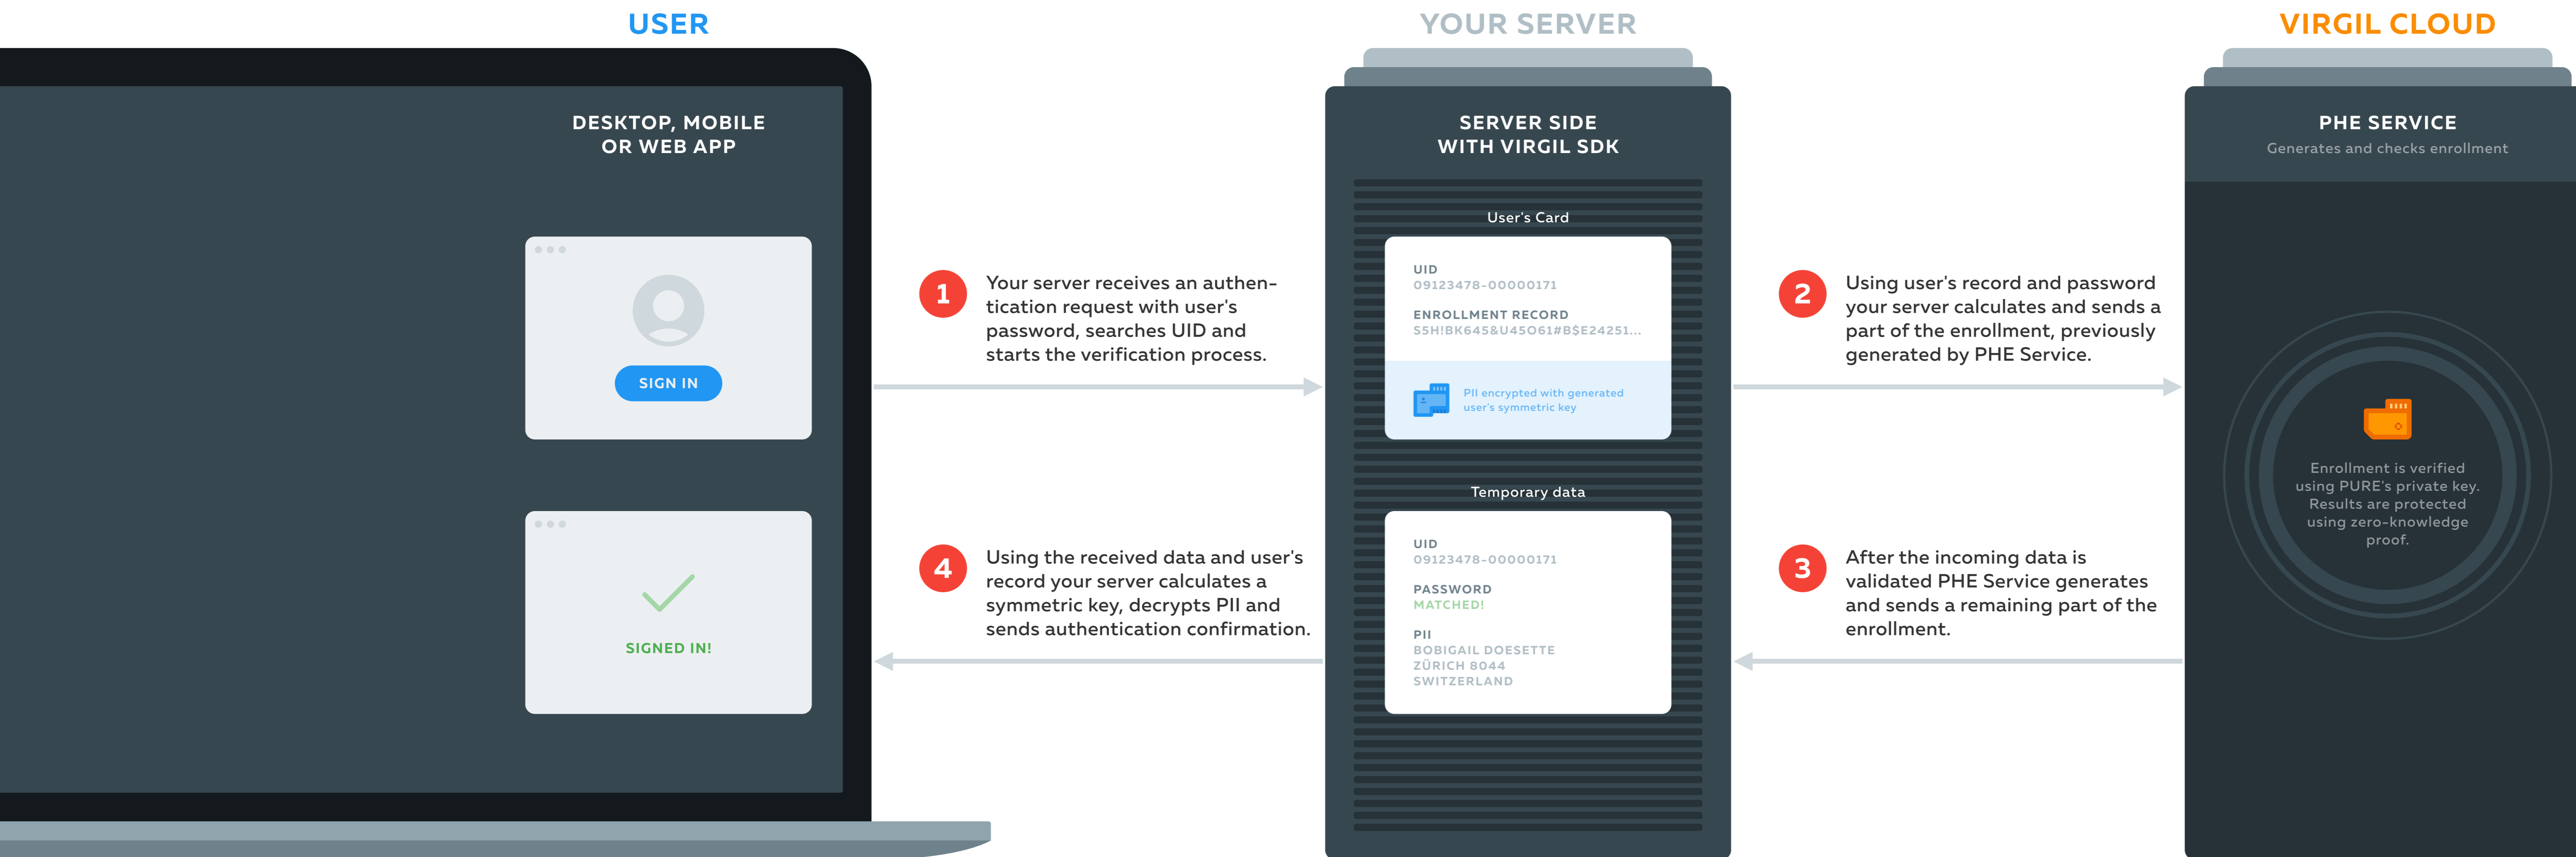 USER
DESKTOP, MOBILE
OR WEB APP
SIGN IN
SIGNED IN!
1
Your server receives an authen-
tication request with user's
password, searches UID and
starts the verification process.
4
Using the received data and user's
record your server calculates a
symmetric key, decrypts PII and
sends authentication confirmation.
YOUR SERVER
SERVER SIDE
WITH VIRGIL SDK
User's Card
UID
09123478-00000171
ENROLLMENT RECORD
S5H!BK645&U45O61#B$E24251...
PII encrypted with generated
user's symmetric key
Temporary data
UID
09123478-00000171
PASSWORD
MATCHED!
PII
BOBIGAIL DOESETTE
ZÜRICH 8044
SWITZERLAND
2
Using user's record and password
your server calculates and sends a
part of the enrollment, previously
generated by PHE Service.
3
After the incoming data is
validated PHE Service generates
and sends a remaining part of the
enrollment.
VIRGIL CLOUD
PHE SERVICE
Generates and checks enrollment
Enrollment is verified
using PURE's private key.
Results are protected
using zero-knowledge
proof.